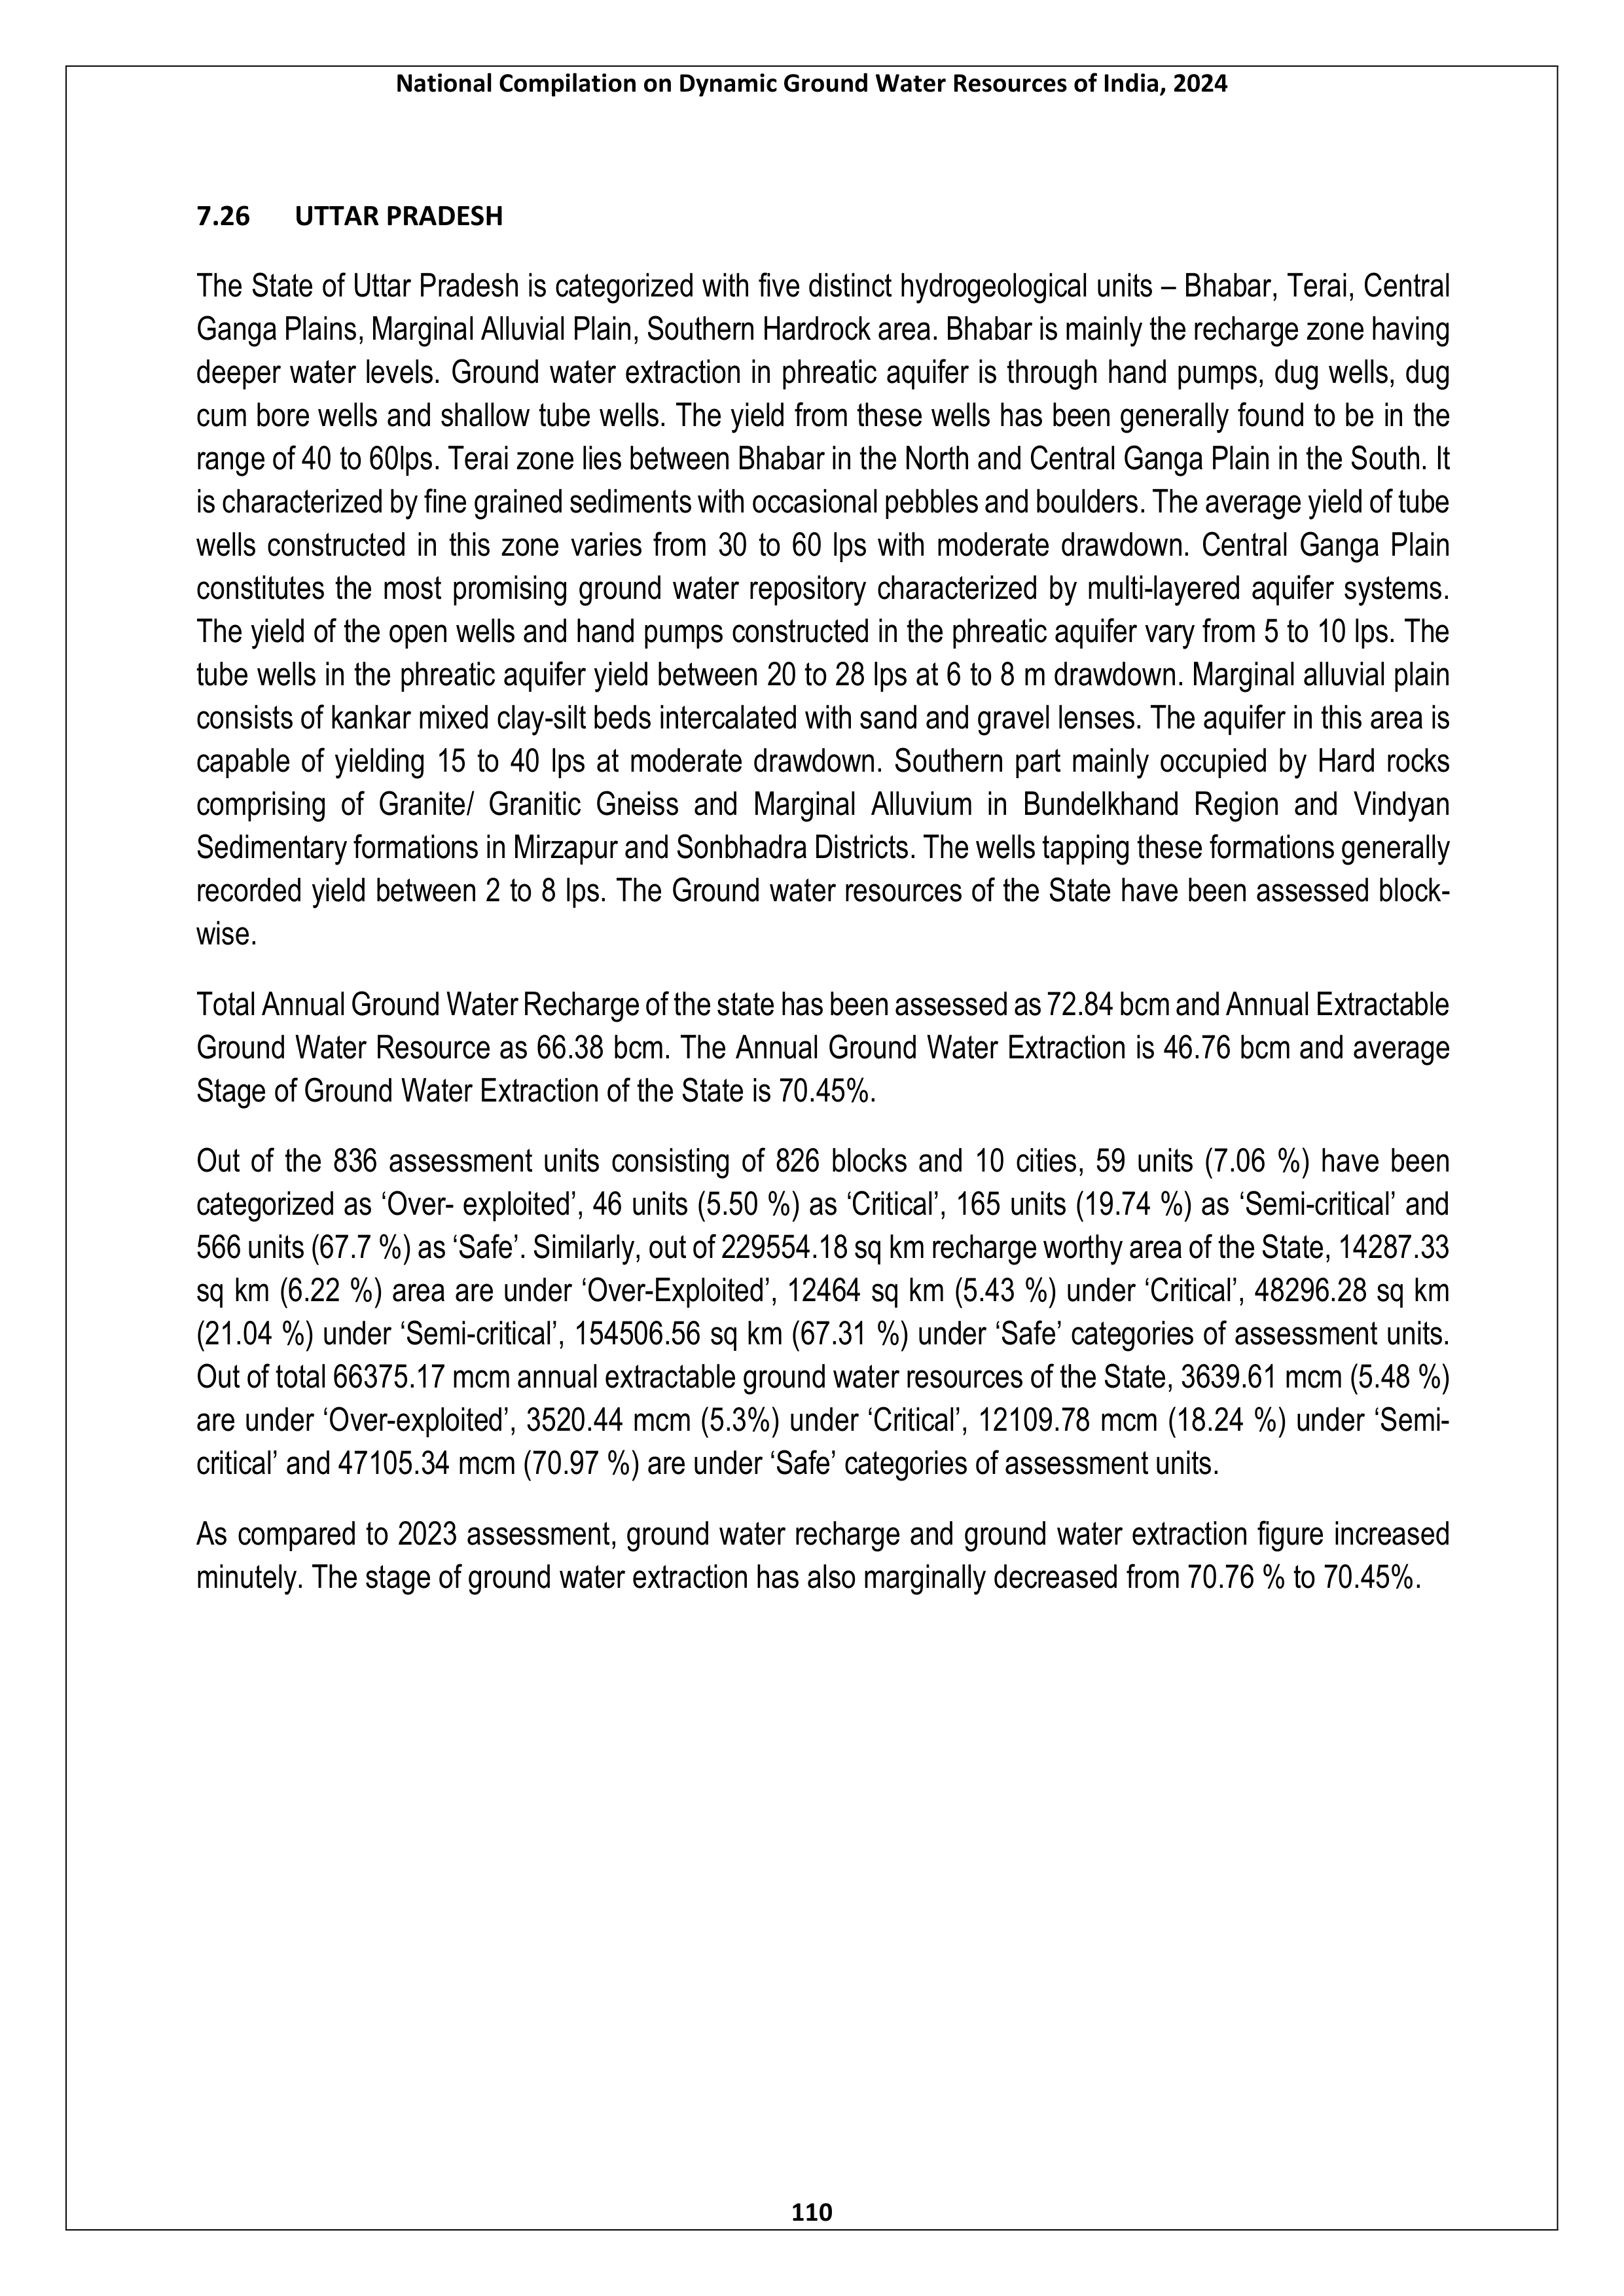 National Compilation on Dynamic Ground Water Resources of India, 2024
7.26 UTTAR PRADESH
The State of Uttar Pradesh is categorized with five distinct hydrogeological units – Bhabar, Terai, Central
Ganga Plains, Marginal Alluvial Plain, Southern Hardrock area. Bhabar is mainly the recharge zone having
deeper water levels. Ground water extraction in phreatic aquifer is through hand pumps, dug wells, dug
cum bore wells and shallow tube wells. The yield from these wells has been generally found to be in the
range of 40 to 60lps. Terai zone lies between Bhabar in the North and Central Ganga Plain in the South. It
is characterized by fine grained sediments with occasional pebbles and boulders. The average yield of tube
wells constructed in this zone varies from 30 to 60 lps with moderate drawdown. Central Ganga Plain
constitutes the most promising ground water repository characterized by multi-layered aquifer systems.
The yield of the open wells and hand pumps constructed in the phreatic aquifer vary from 5 to 10 lps. The
tube wells in the phreatic aquifer yield between 20 to 28 lps at 6 to 8 m drawdown. Marginal alluvial plain
consists of kankar mixed clay-silt beds intercalated with sand and gravel lenses. The aquifer in this area is
capable of yielding 15 to 40 lps at moderate drawdown. Southern part mainly occupied by Hard rocks
comprising of Granite/ Granitic Gneiss and Marginal Alluvium in Bundelkhand Region and Vindyan
Sedimentary formations in Mirzapur and Sonbhadra Districts. The wells tapping these formations generally
recorded yield between 2 to 8 lps. The Ground water resources of the State have been assessed block-
wise.
Total Annual Ground Water Recharge of the state has been assessed as 72.84 bcm and Annual Extractable
Ground Water Resource as 66.38 bcm. The Annual Ground Water Extraction is 46.76 bcm and average
Stage of Ground Water Extraction of the State is 70.45%.
Out of the 836 assessment units consisting of 826 blocks and 10 cities, 59 units (7.06 %) have been
categorized as ‘Over- exploited’, 46 units (5.50 %) as ‘Critical’, 165 units (19.74 %) as ‘Semi-critical’ and
566 units (67.7 %) as ‘Safe’. Similarly, out of 229554.18 sq km recharge worthy area of the State, 14287.33
sq km (6.22 %) area are under ‘Over-Exploited’, 12464 sq km (5.43 %) under ‘Critical’, 48296.28 sq km
(21.04 %) under ‘Semi-critical’, 154506.56 sq km (67.31 %) under ‘Safe’ categories of assessment units.
Out of total 66375.17 mcm annual extractable ground water resources of the State, 3639.61 mcm (5.48 %)
are under ‘Over-exploited’, 3520.44 mcm (5.3%) under ‘Critical’, 12109.78 mcm (18.24 %) under ‘Semi-
critical’ and 47105.34 mcm (70.97 %) are under ‘Safe’ categories of assessment units.
As compared to 2023 assessment, ground water recharge and ground water extraction figure increased
minutely. The stage of ground water extraction has also marginally decreased from 70.76 % to 70.45%.
110